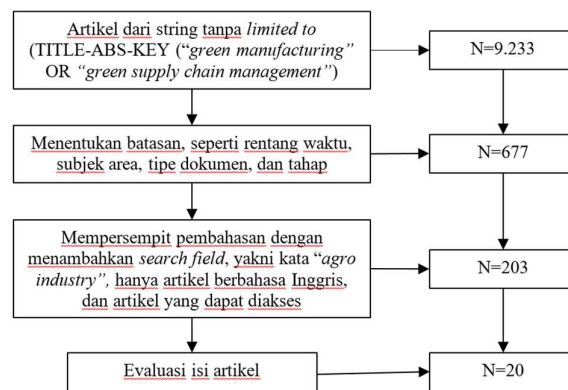 Artikel dari string tanpa limited to
(TITLE-ABS-KEY (“green manufacturing”
OR “green supply chain management”)
N=9.233
Menentukan batasan, seperti rentang waktu,
subjek area, tipe dokumen, dan tahap
N=677
Mempersempit pembahasan dengan
menambahkan search field, yakni kata “agro
industry”, hanya artikel berbahasa Inggris,
dan artikel yang dapat diakses
N=203
Evaluasi isi artikel
N=20